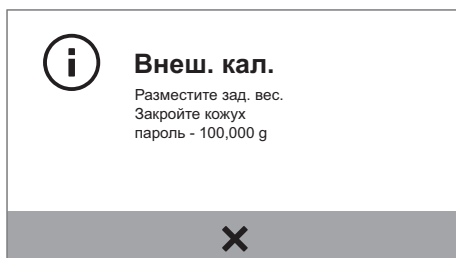 Внеш. кал.
Разместите зад. вес.
Закройте кожух
пароль - 100,000 g